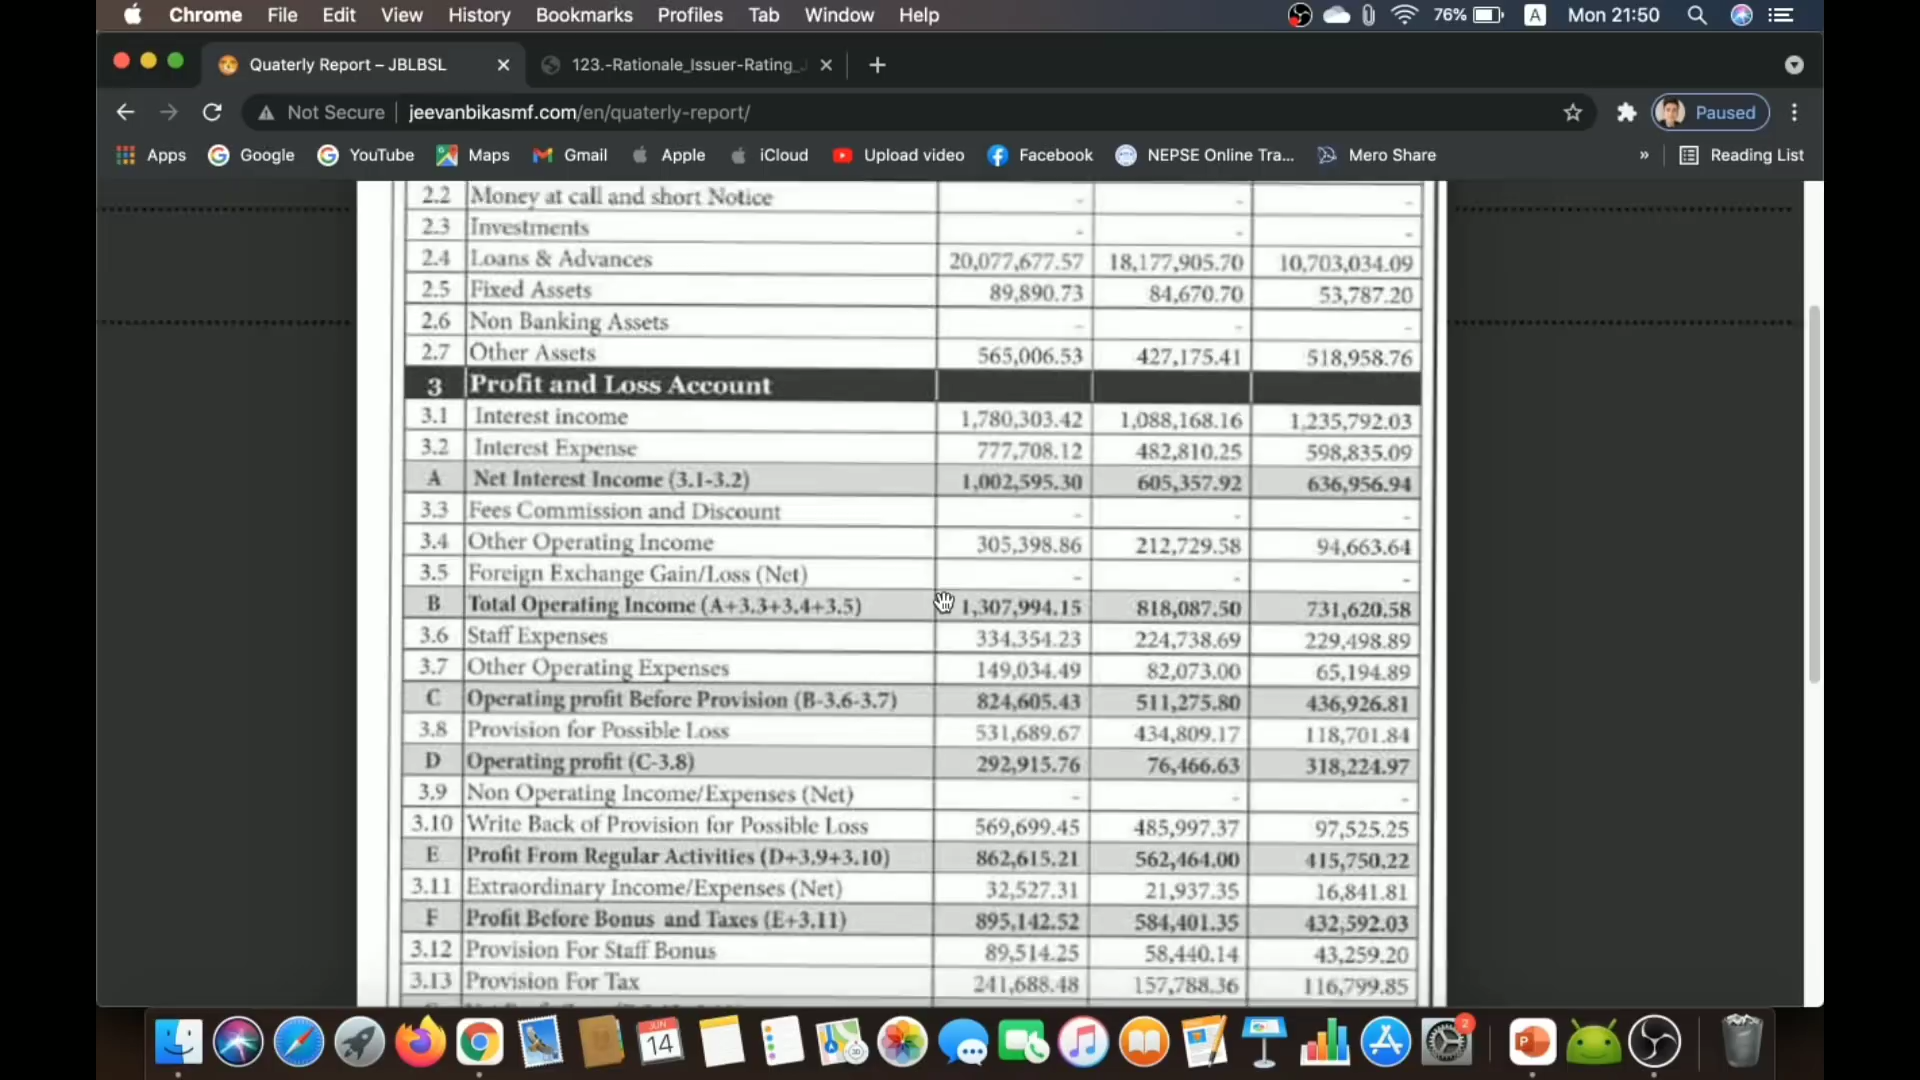 Chrome File Edit View History Bookmarks Profiles Tab Window Help 76% A Mon 21:50
Quaterly Report – JBLBSL 123.-Rationale_Issuer-Rating_
Not Secure jeevanbikasmf.com/en/quaterly-report/ Paused
Apps Google YouTube Maps Gmail Apple iCloud Upload video Facebook NEPSE Online Tra... Mero Share » Reading List
2.2 Money at call and short Notice - - -
2.3 Investments - - -
2.4 Loans & Advances 20,077,677.57 18,177,905.70 10,703,034.09
2.5 Fixed Assets 89,890.73 84,670.70 53,787.20
2.6 Non Banking Assets - - -
2.7 Other Assets 565,006.53 427,175.41 518,958.76
3 Profit and Loss Account
3.1 Interest income 1,780,303.42 1,088,168.16 1,235,792.03
3.2 Interest Expense 777,708.12 482,810.25 598,835.09
A Net Interest Income (3.1-3.2) 1,002,595.30 605,357.92 636,956.94
3.3 Fees Commission and Discount - - -
3.4 Other Operating Income 305,398.86 212,729.58 94,663.64
3.5 Foreign Exchange Gain/Loss (Net) - - -
B Total Operating Income (A+3.3+3.4+3.5) 1,307,994.15 818,087.50 731,620.58
3.6 Staff Expenses 334,354.23 224,738.69 229,498.89
3.7 Other Operating Expenses 149,034.49 82,073.00 65,194.89
C Operating profit Before Provision (B-3.6-3.7) 824,605.43 511,275.80 436,926.81
3.8 Provision for Possible Loss 531,689.67 434,809.17 118,701.84
D Operating profit (C-3.8) 292,915.76 76,466.63 318,224.97
3.9 Non Operating Income/Expenses (Net) - - -
3.10 Write Back of Provision for Possible Loss 569,699.45 485,997.37 97,525.25
E Profit From Regular Activities (D+3.9+3.10) 862,615.21 562,464.00 415,750.22
3.11 Extraordinary Income/Expenses (Net) 32,527.31 21,937.35 16,841.81
F Profit Before Bonus and Taxes (E+3.11) 895,142.52 584,401.35 432,592.03
3.12 Provision For Staff Bonus 89,514.25 58,440.14 43,259.20
3.13 Provision For Tax 241,688.48 157,788.36 116,799.85
JUN
14
2